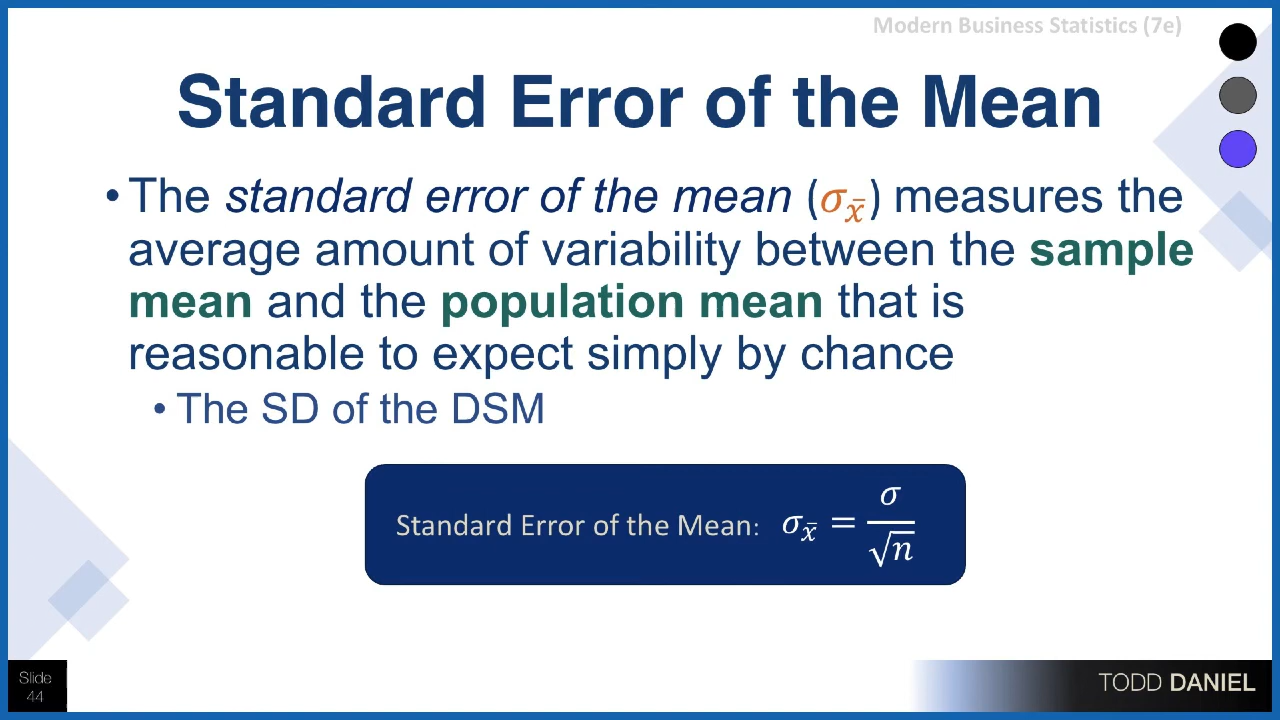 Modern Business Statistics (7e)
Standard Error of the Mean
• The standard error of the mean (σx̄) measures the
average amount of variability between the sample
mean and the population mean that is
reasonable to expect simply by chance
• The SD of the DSM
Standard Error of the Mean: σx̄ = σ/√n
Slide
44
TODD DANIEL